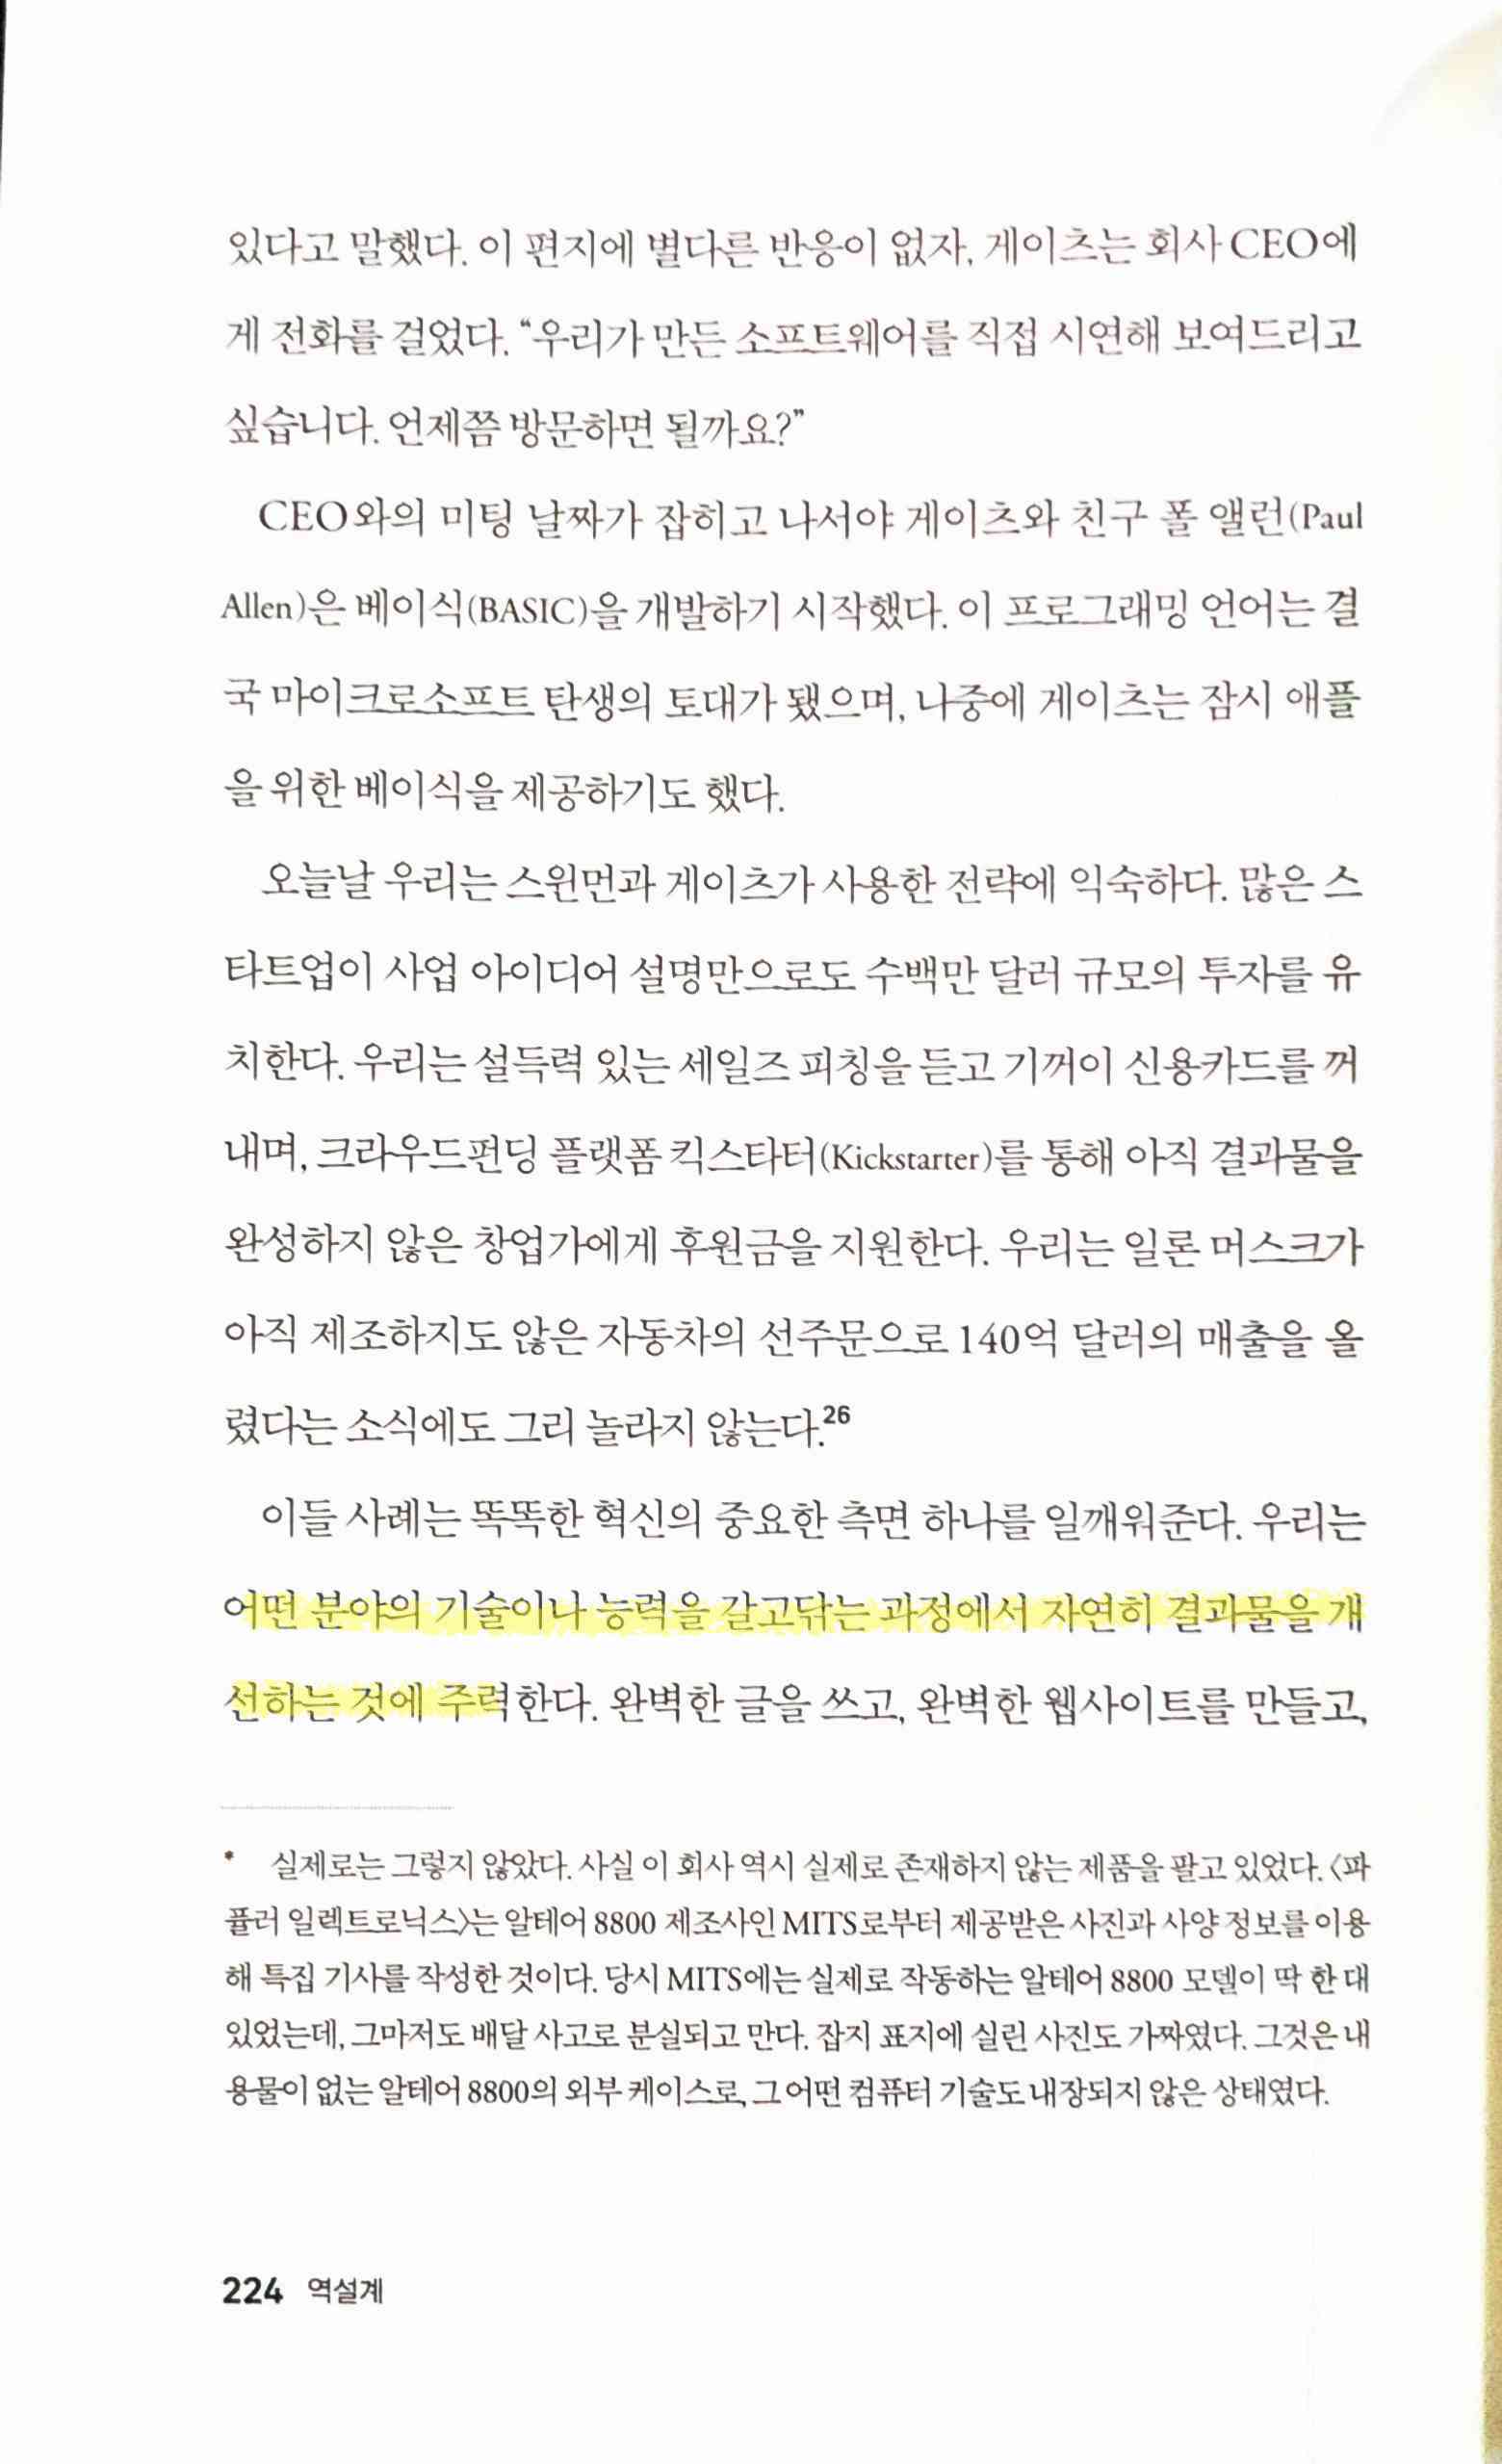 있다고 말했다. 이 편지에 별다른 반응이 없자, 게이츠는 회사 CEO에
게 전화를 걸었다. “우리가 만든 소프트웨어를 직접 시연해 보여드리고
싶습니다. 언제쯤 방문하면 될까요?”
CEO와의 미팅 날짜가 잡히고 나서야 게이츠와 친구 폴 앨런(Paul
Allen)은 베이식(BASIC)을 개발하기 시작했다. 이 프로그래밍 언어는 결
국 마이크로소프트 탄생의 토대가 됐으며, 나중에 게이츠는 잠시 애플
을 위한 베이식을 제공하기도 했다.
오늘날 우리는 스윈먼과 게이츠가 사용한 전략에 익숙하다. 많은 스
타트업이 사업 아이디어 설명만으로도 수백만 달러 규모의 투자를 유
치한다. 우리는 설득력 있는 세일즈 피칭을 듣고 기꺼이 신용카드를 꺼
내며, 크라우드펀딩 플랫폼 킥스타터(Kickstarter)를 통해 아직 결과물을
완성하지 않은 창업가에게 후원금을 지원한다. 우리는 일론 머스크가
아직 제조하지도 않은 자동차의 선주문으로 140억 달러의 매출을 올
렸다는 소식에도 그리 놀라지 않는다.26
이들 사례는 똑똑한 혁신의 중요한 측면 하나를 일깨워준다. 우리는
어떤 분야의 기술이나 능력을 갈고닦는 과정에서 자연히 결과물을 개
선하는 것에 주력한다. 완벽한 글을 쓰고, 완벽한 웹사이트를 만들고,
* 실제로는 그렇지 않았다. 사실 이 회사 역시 실제로 존재하지 않는 제품을 팔고 있었다. 〈파
퓰러 일렉트로닉스〉는 알테어 8800 제조사인 MITS로부터 제공받은 사진과 사양 정보를 이용
해 특집 기사를 작성한 것이다. 당시 MITS에는 실제로 작동하는 알테어 8800 모델이 딱 한 대
있었는데, 그마저도 배달 사고로 분실되고 만다. 잡지 표지에 실린 사진도 가짜였다. 그것은 내
용물이 없는 알테어 8800의 외부 케이스로, 그 어떤 컴퓨터 기술도 내장되지 않은 상태였다.
224 역설계